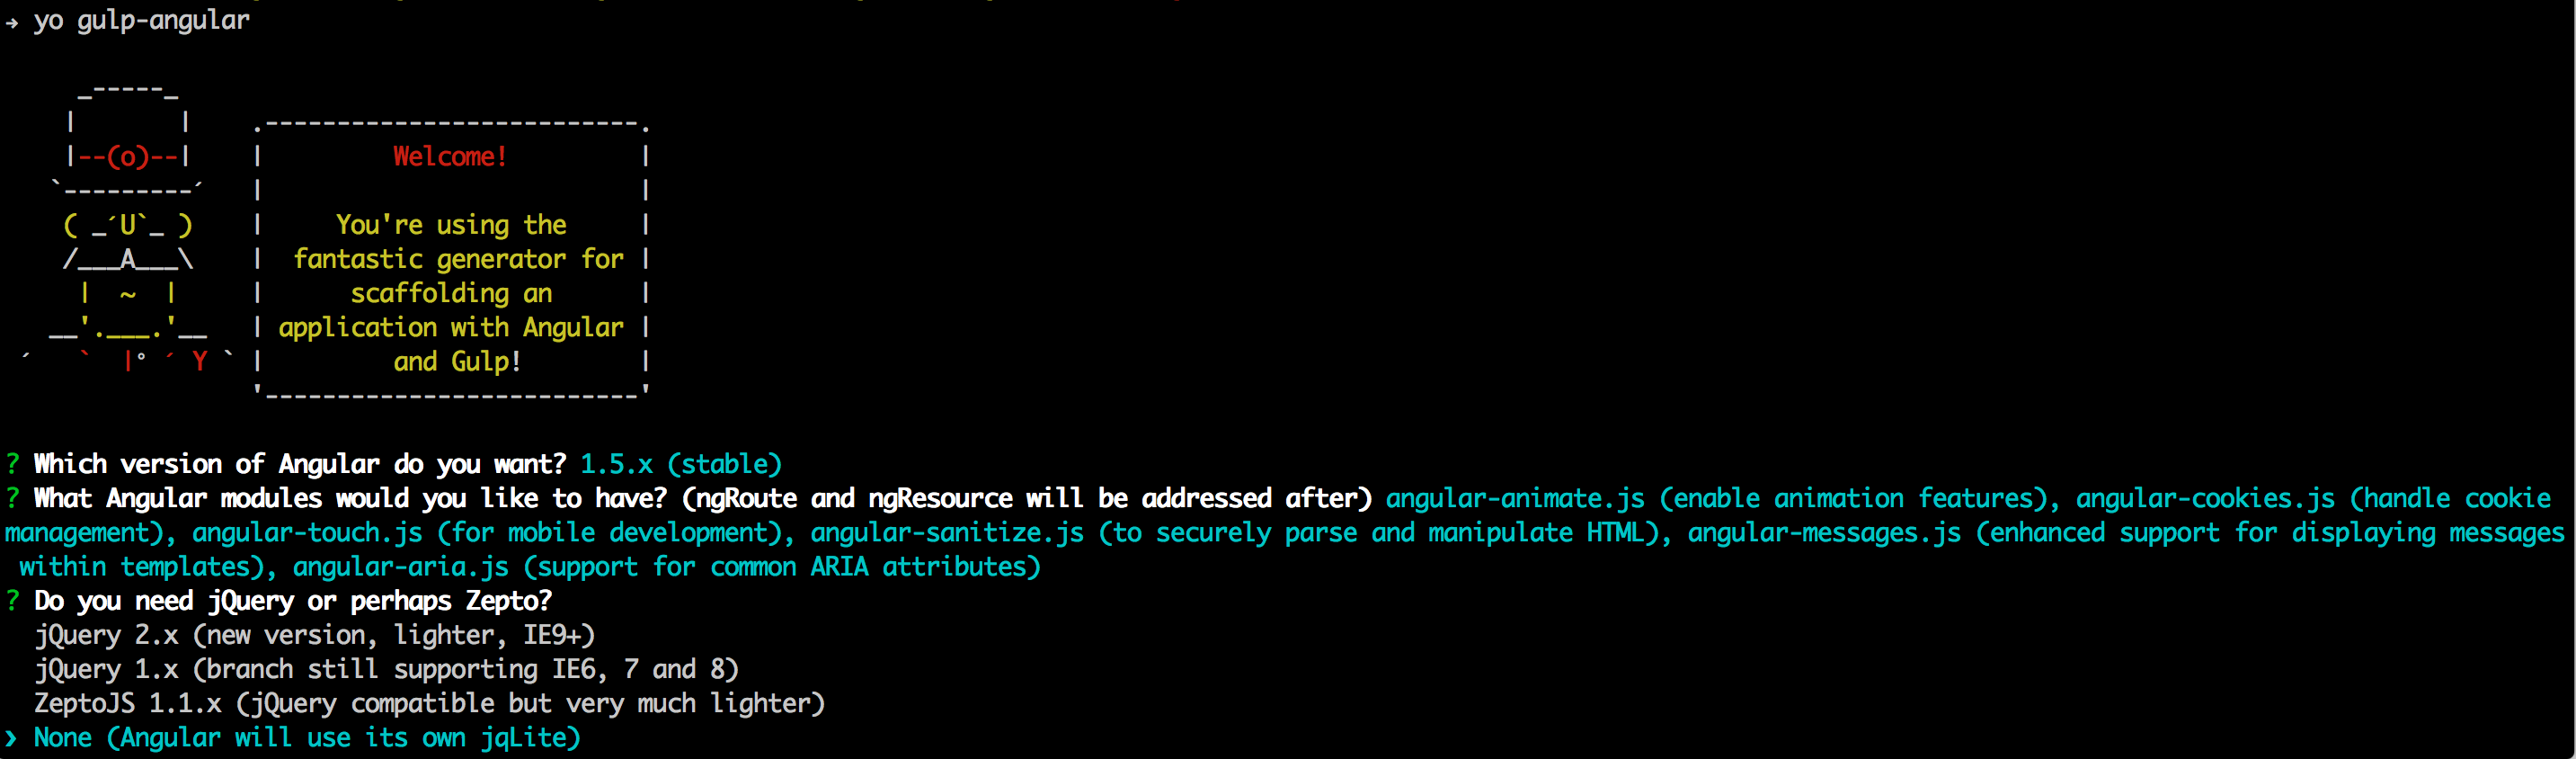 → yo gulp-angular
     _-----_
    |       |    .--------------------------.
    |--(o)--|    |         Welcome!         |
   `---------´   |                          |
    ( _´U`_ )    |     You're using the     |
    /___A___\    |  fantastic generator for |
     |  ~  |     |      scaffolding an      |
   __'.___.'__   | application with Angular |
 ´   `  |° ´ Y ` |         and Gulp!        |
                 '--------------------------'
? Which version of Angular do you want? 1.5.x (stable)
? What Angular modules would you like to have? (ngRoute and ngResource will be addressed after) angular-animate.js (enable animation features), angular-cookies.js (handle cookie
management), angular-touch.js (for mobile development), angular-sanitize.js (to securely parse and manipulate HTML), angular-messages.js (enhanced support for displaying messages
 within templates), angular-aria.js (support for common ARIA attributes)
? Do you need jQuery or perhaps Zepto?
  jQuery 2.x (new version, lighter, IE9+)
  jQuery 1.x (branch still supporting IE6, 7 and 8)
  ZeptoJS 1.1.x (jQuery compatible but very much lighter)
❯ None (Angular will use its own jqLite)